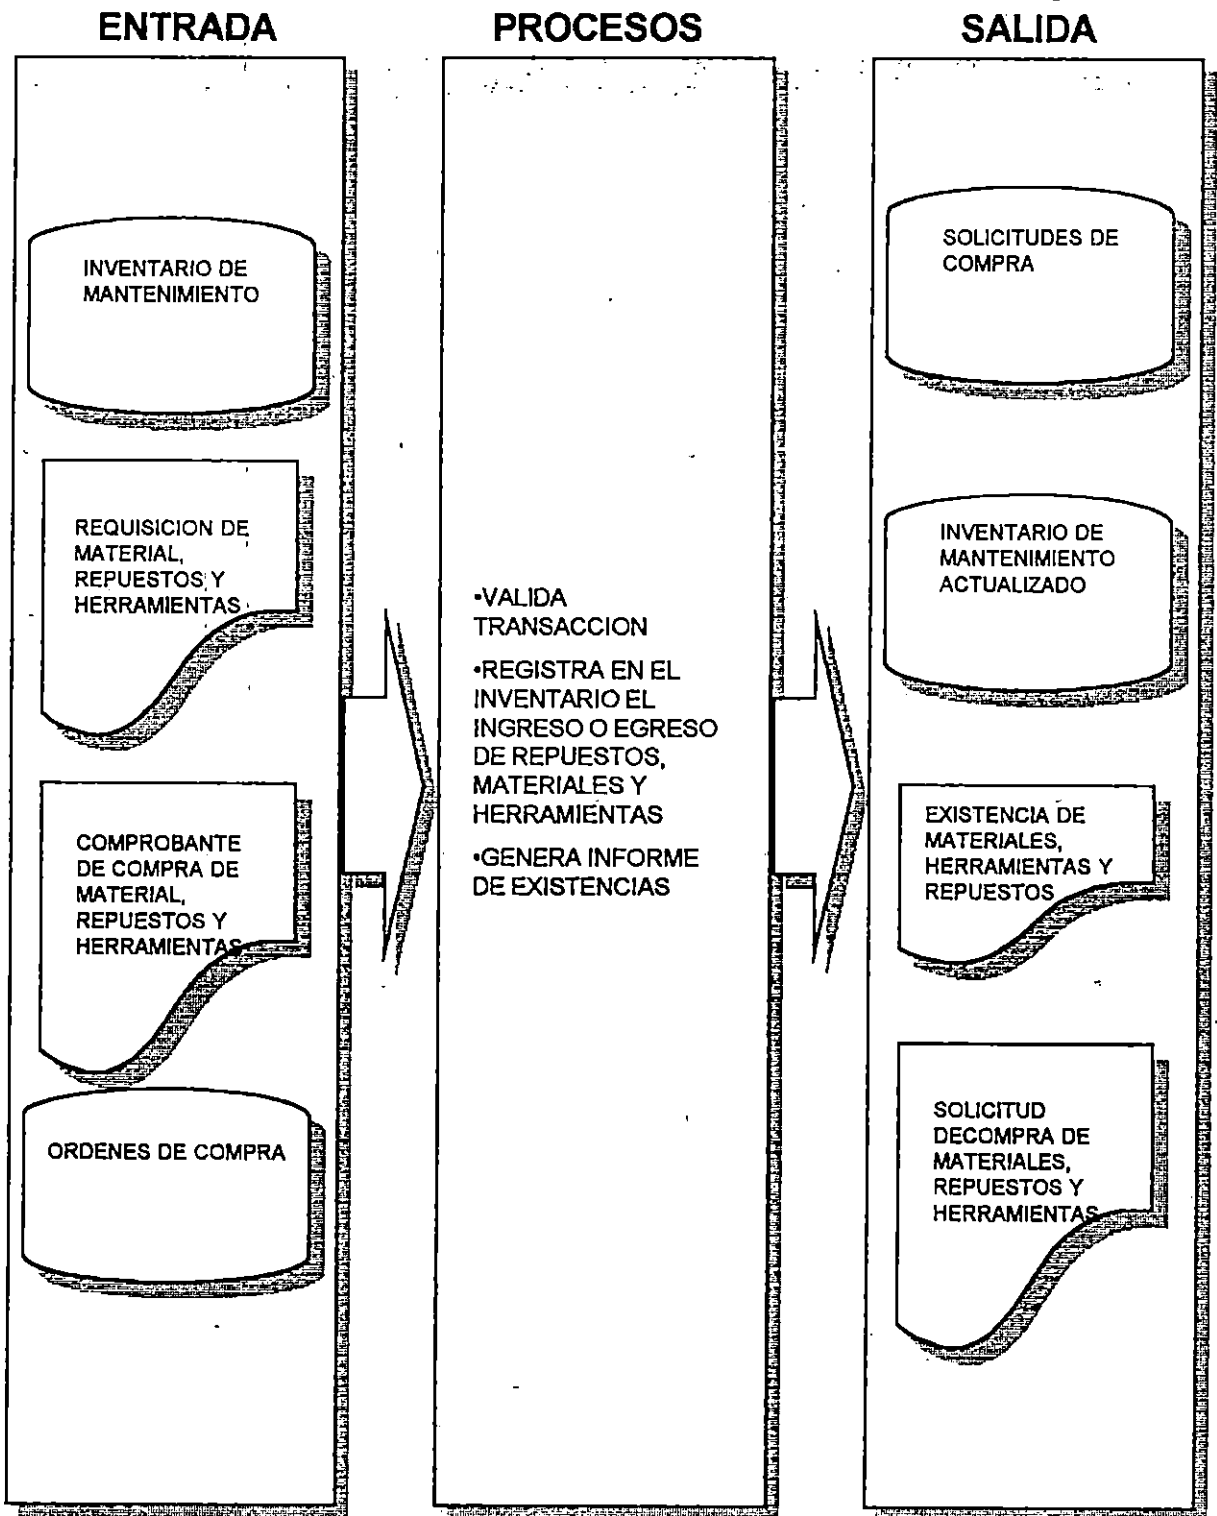 ENTRADA
INVENTARIO DE
MANTENIMIENTO
REQUISICION DE
MATERIAL,
REPUESTOS Y
HERRAMIENTAS
COMPROBANTE
DE COMPRA DE
MATERIAL,
REPUESTOS Y
HERRAMIENTAS
ORDENES DE COMPRA
PROCESOS
•VALIDA
TRANSACCION
•REGISTRA EN EL
INVENTARIO EL
INGRESO O EGRESO
DE REPUESTOS,
MATERIALES Y
HERRAMIENTAS
•GENERA INFORME
DE EXISTENCIAS
SALIDA
SOLICITUDES DE
COMPRA
INVENTARIO DE
MANTENIMIENTO
ACTUALIZADO
EXISTENCIA DE
MATERIALES,
HERRAMIENTAS Y
REPUESTOS
SOLICITUD
DECOMPRA DE
MATERIALES,
REPUESTOS Y
HERRAMIENTAS